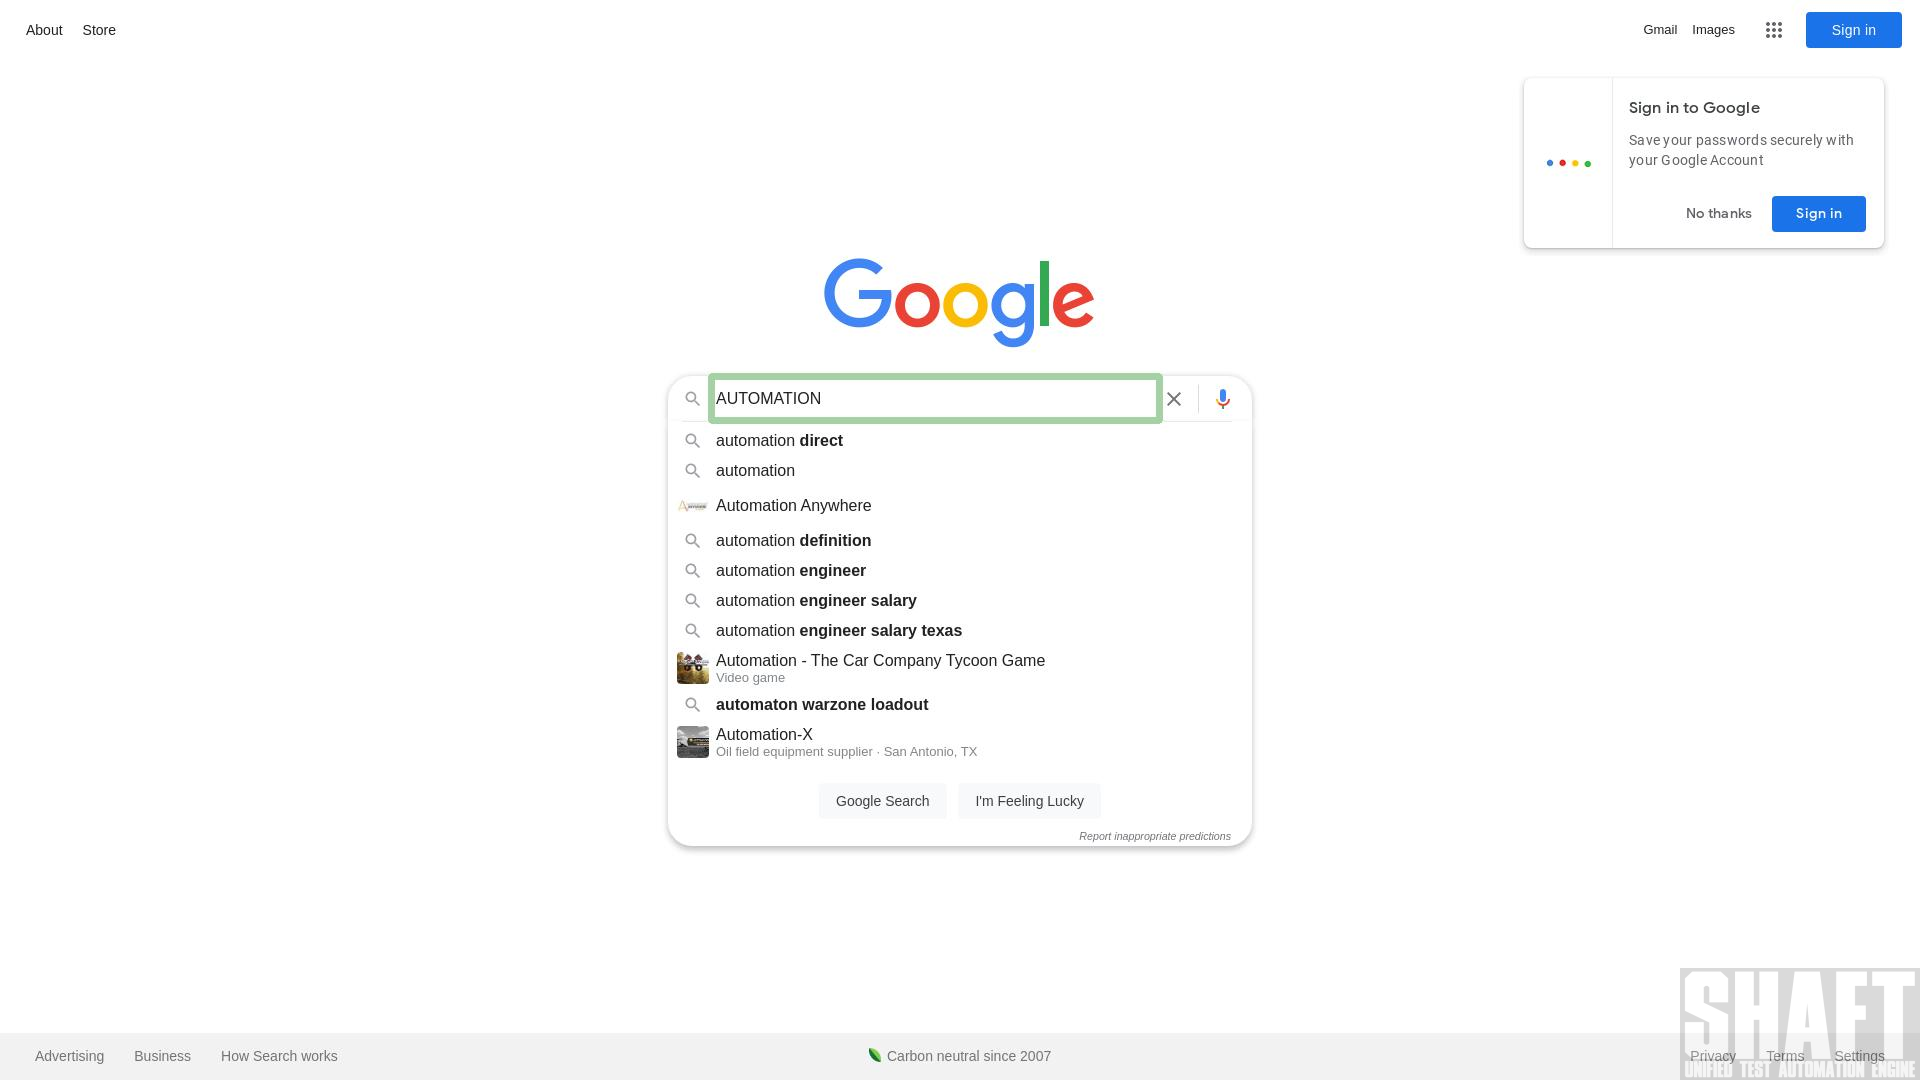 About Store
Gmail Images Sign in
Sign in to Google
Save your passwords securely with
your Google Account
No thanks Sign in
Google
AUTOMATION
automation direct
automation
Automation Anywhere
automation definition
automation engineer
automation engineer salary
automation engineer salary texas
Automation - The Car Company Tycoon Game
Video game
automaton warzone loadout
Automation-X
Oil field equipment supplier · San Antonio, TX
Google Search I'm Feeling Lucky
Report inappropriate predictions
Advertising Business How Search works
Carbon neutral since 2007
Privacy Terms Settings
SHAFT
UNIFIED TEST AUTOMATION ENGINE